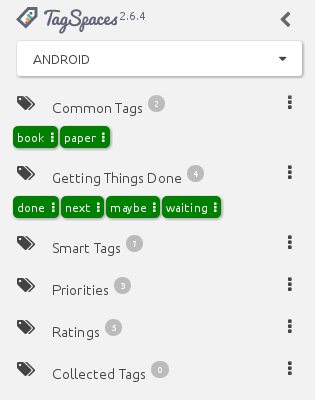 TagSpaces 2.6.4
ANDROID
Common Tags 2
book paper
Getting Things Done 4
done next maybe waiting
Smart Tags 7
Priorities 3
Ratings 5
Collected Tags 0